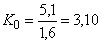 K₀ = 5,1/1,6 = 3,10